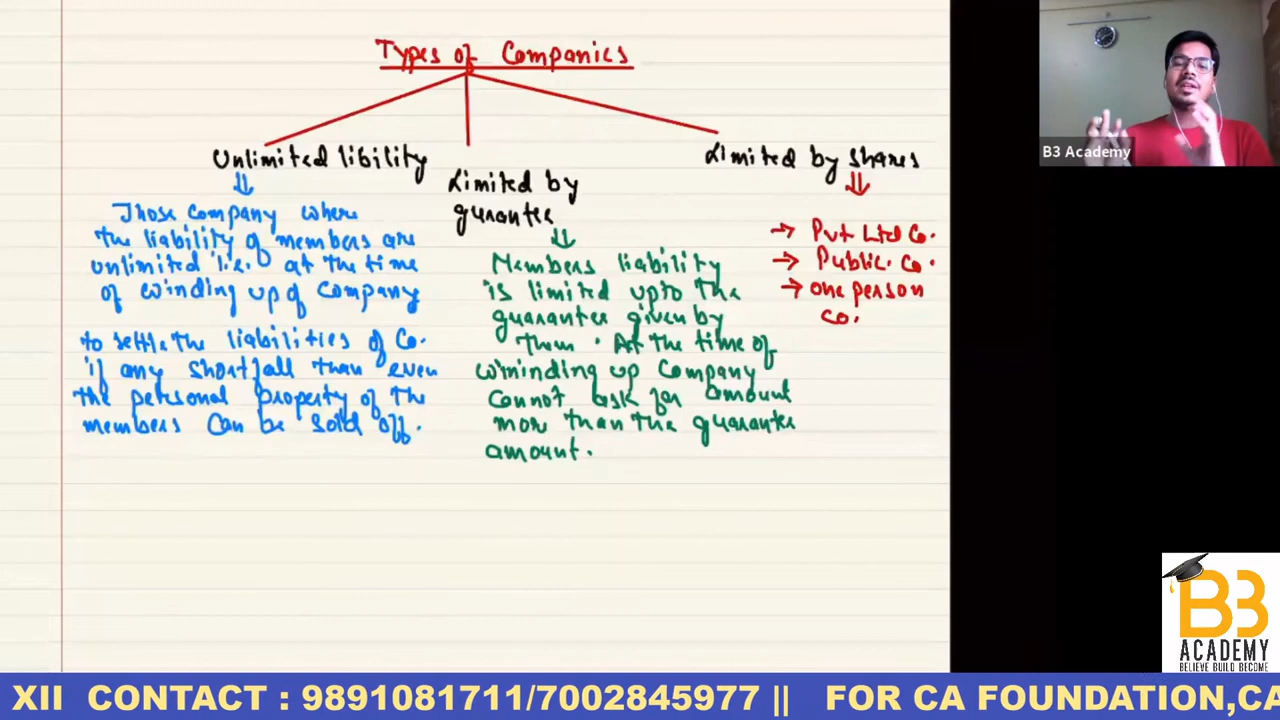 Types of Companies
Unlimited libility
Those company where
the liability of members are
unlimited i.e. at the time
of winding up of company
to settle the liabilities of Co.
if any shortfall than even
the personal property of the
members can be sold off.
Limited by
gurantee
Members liability
is limited upto the
guarantee given by
them. At the time of
wininding up Company
cannot ask for amount
more than the guarantee
amount.
Limited by shares
→ Pvt Ltd Co.
→ Public. Co.
→ one person
co.
B3 Academy
B3
ACADEMY
BELIEVE BUILD BECOME
XII CONTACT : 9891081711/7002845977 || FOR CA FOUNDATION,CA